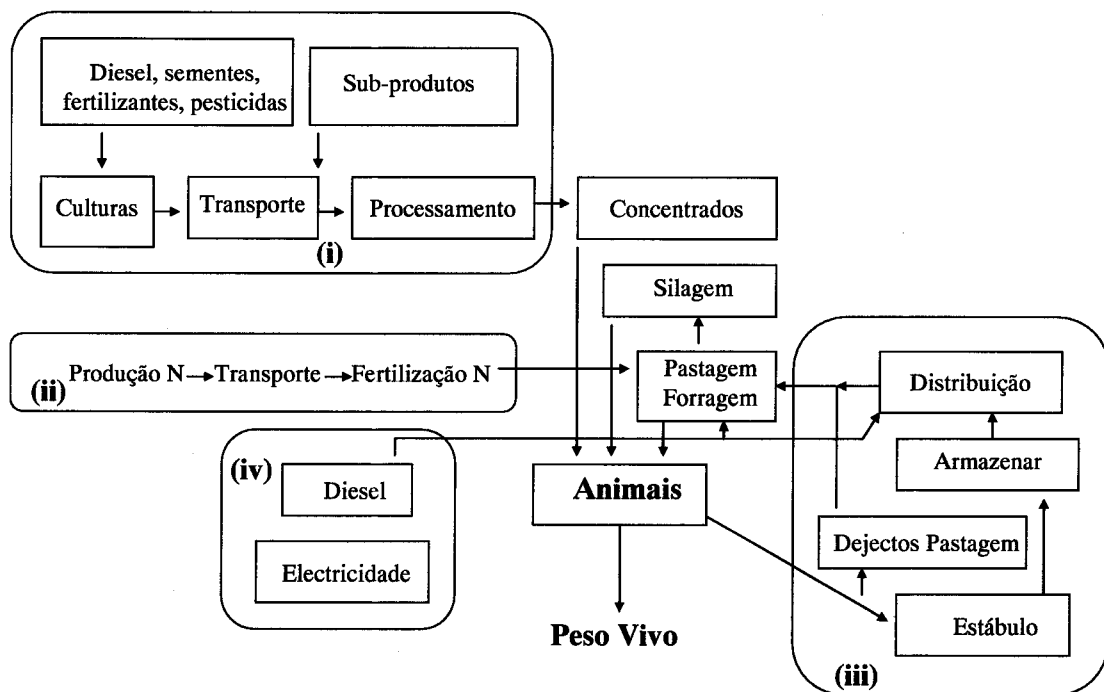 Diesel, sementes,
fertilizantes, pesticidas
Sub-produtos
Culturas
Transporte
Processamento
(i)
Concentrados
Silagem
(ii)
Produção N
Transporte
Fertilização N
Pastagem
Forragem
Distribuição
Armazenar
(iv)
Diesel
Electricidade
Animais
Dejectos Pastagem
Estábulo
Peso Vivo
(iii)